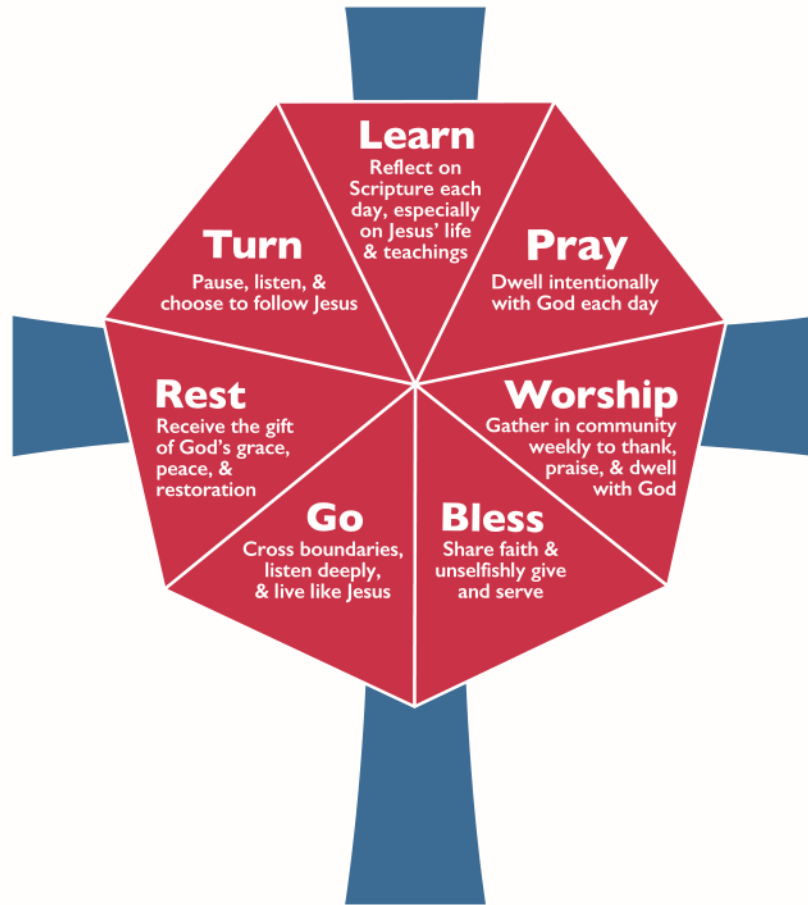 Learn
Reflect on
Scripture each
day, especially
on Jesus’ life
& teachings
Turn
Pause, listen, &
choose to follow Jesus
Pray
Dwell intentionally
with God each day
Rest
Receive the gift
of God’s grace,
peace, &
restoration
Worship
Gather in community
weekly to thank,
praise, & dwell
with God
Go
Cross boundaries,
listen deeply,
& live like Jesus
Bless
Share faith &
unselfishly give
and serve